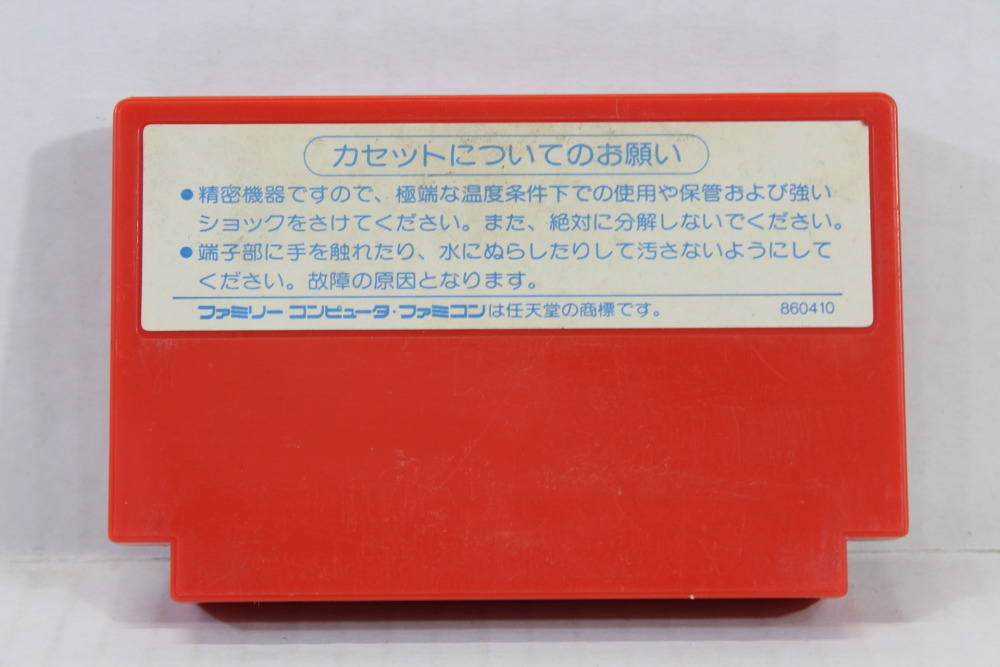 カセットについてのお願い
●精密機器ですので、極端な温度条件下での使用や保管および強い
ショックをさけてください。また、絶対に分解しないでください。
●端子部に手を触れたり、水にぬらしたりして汚さないようにして
ください。故障の原因となります。
ファミリー コンピュータ・ファミコンは任天堂の商標です。 860410